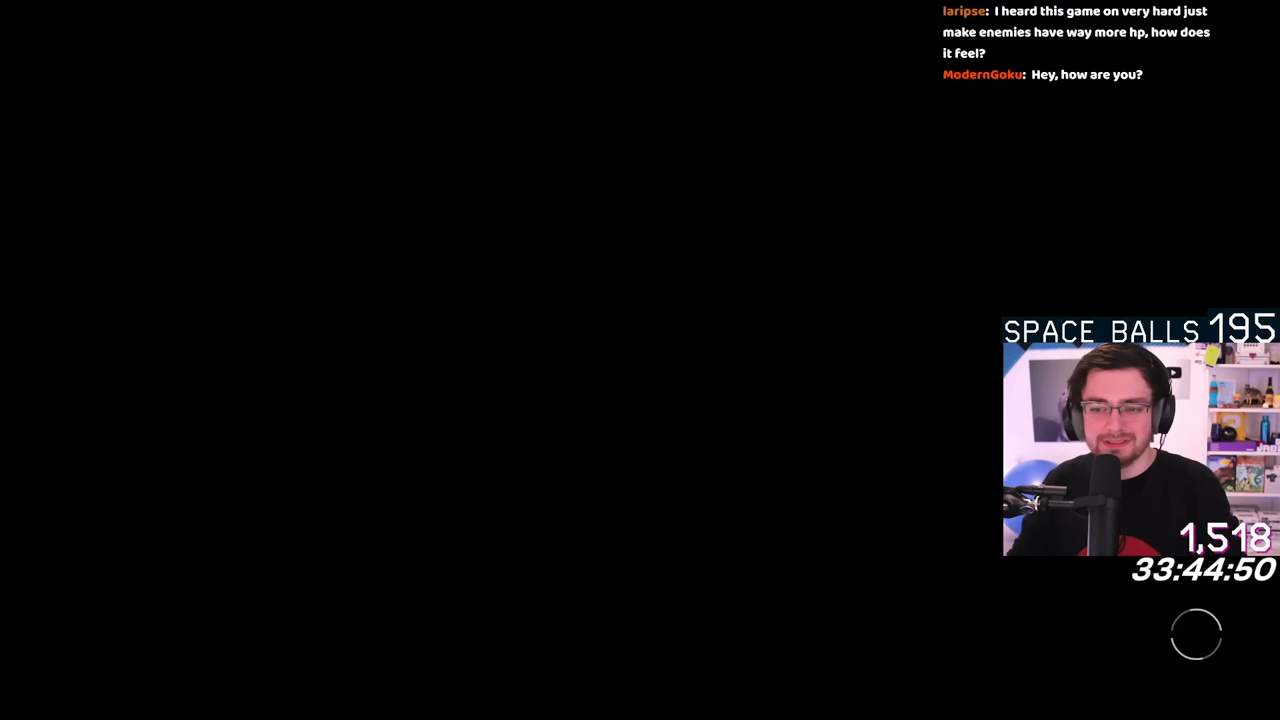 laripse: I heard this game on very hard just
make enemies have way more hp, how does
it feel?
ModernGoku: Hey, how are you?
SPACE BALLS 195
1,518
33:44:50